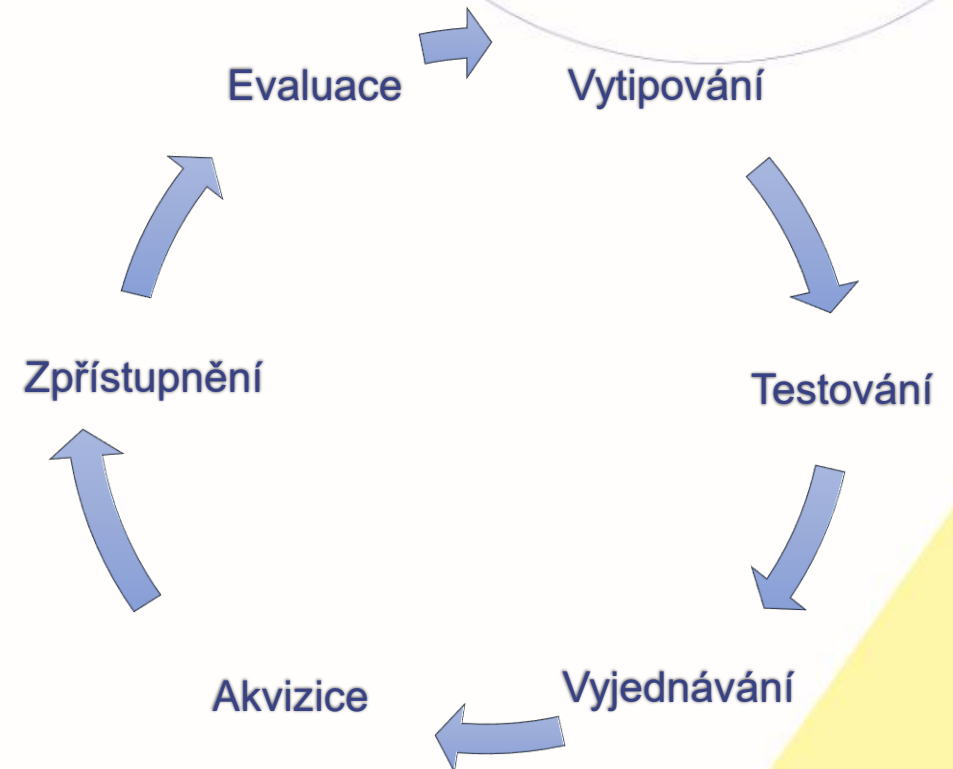 Evaluace
Vytipování
Testování
Vyjednávání
Akvizice
Zpřístupnění